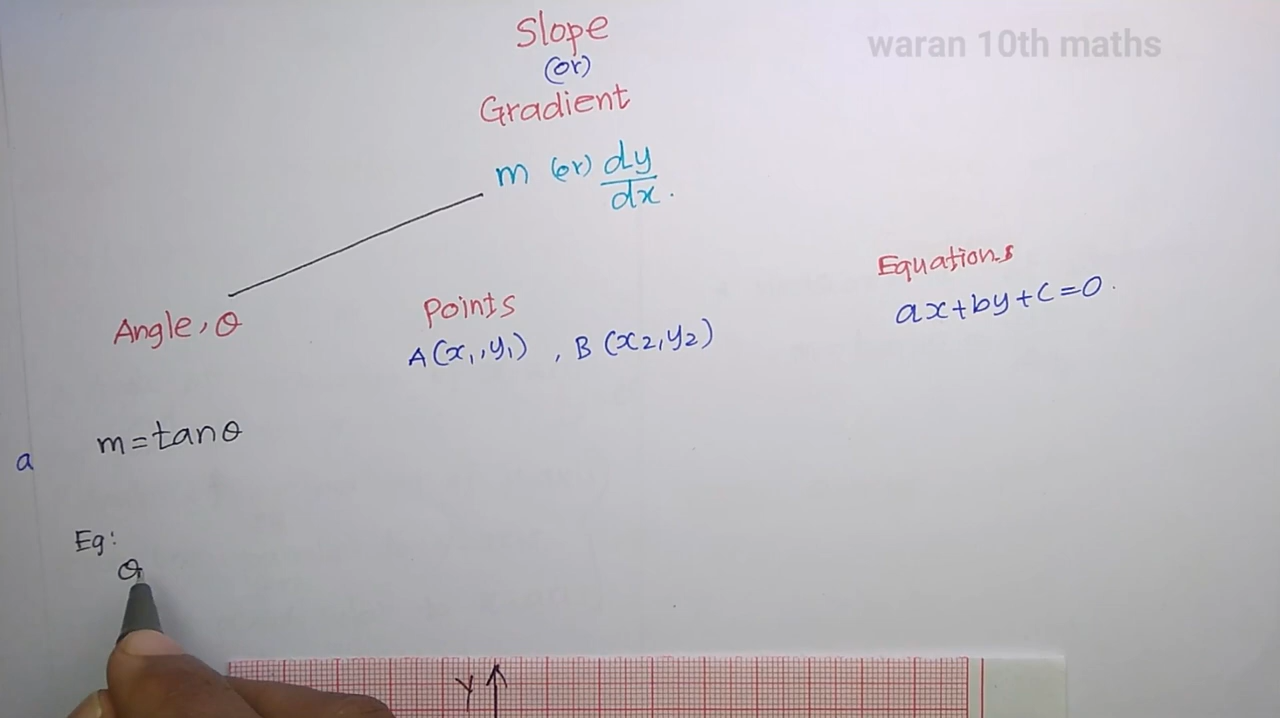 waran 10th maths
Slope
(or)
Gradient
m (or) dy/dx.
Angle, θ
Points
A(x₁,y₁) , B(x₂,y₂)
Equations
ax+by+c=0.
m=tanθ
a
Eg:
θ
Y